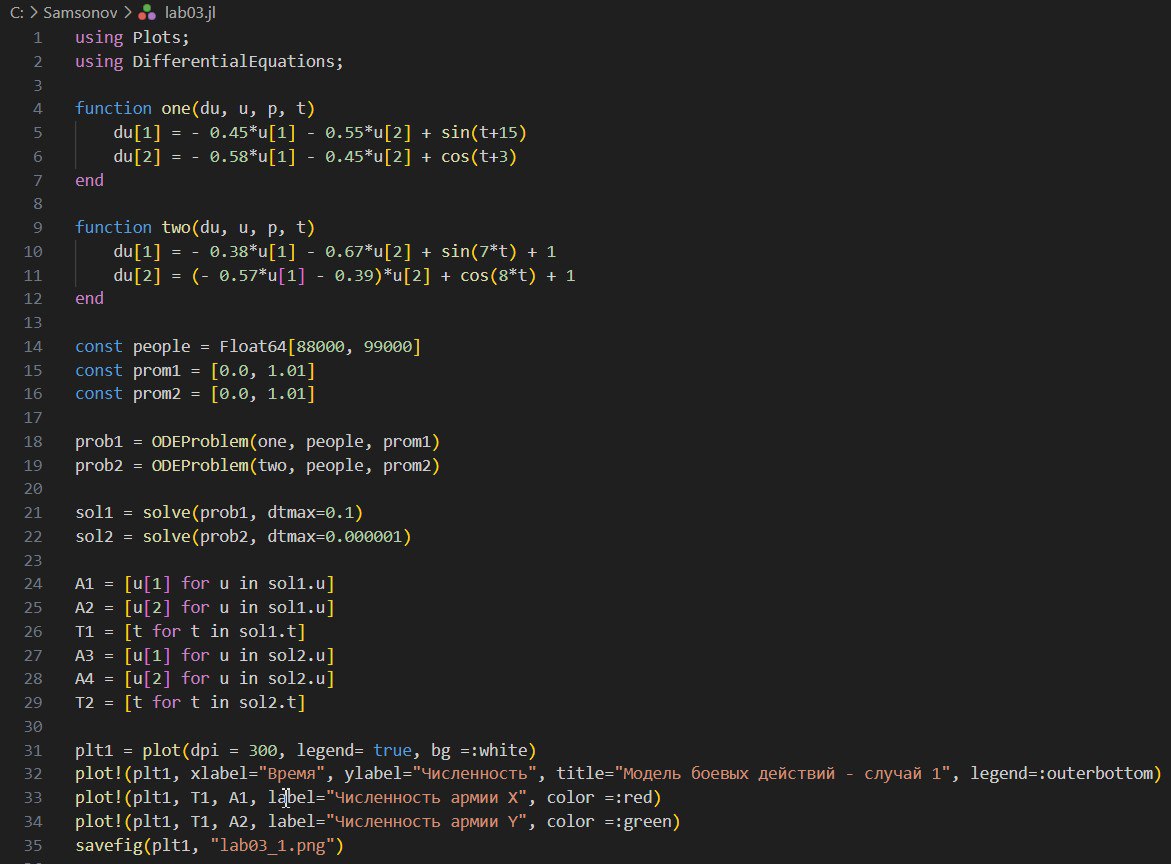 C: > Samsonov > lab03.jl
1 using Plots;
2 using DifferentialEquations;
3
4 function one(du, u, p, t)
5     du[1] = - 0.45*u[1] - 0.55*u[2] + sin(t+15)
6     du[2] = - 0.58*u[1] - 0.45*u[2] + cos(t+3)
7 end
8
9 function two(du, u, p, t)
10     du[1] = - 0.38*u[1] - 0.67*u[2] + sin(7*t) + 1
11     du[2] = (- 0.57*u[1] - 0.39)*u[2] + cos(8*t) + 1
12 end
13
14 const people = Float64[88000, 99000]
15 const prom1 = [0.0, 1.01]
16 const prom2 = [0.0, 1.01]
17
18 prob1 = ODEProblem(one, people, prom1)
19 prob2 = ODEProblem(two, people, prom2)
20
21 sol1 = solve(prob1, dtmax=0.1)
22 sol2 = solve(prob2, dtmax=0.000001)
23
24 A1 = [u[1] for u in sol1.u]
25 A2 = [u[2] for u in sol1.u]
26 T1 = [t for t in sol1.t]
27 A3 = [u[1] for u in sol2.u]
28 A4 = [u[2] for u in sol2.u]
29 T2 = [t for t in sol2.t]
30
31 plt1 = plot(dpi = 300, legend= true, bg =:white)
32 plot!(plt1, xlabel="Время", ylabel="Численность", title="Модель боевых действий - случай 1", legend=:outerbottom)
33 plot!(plt1, T1, A1, label="Численность армии X", color =:red)
34 plot!(plt1, T1, A2, label="Численность армии Y", color =:green)
35 savefig(plt1, "lab03_1.png")